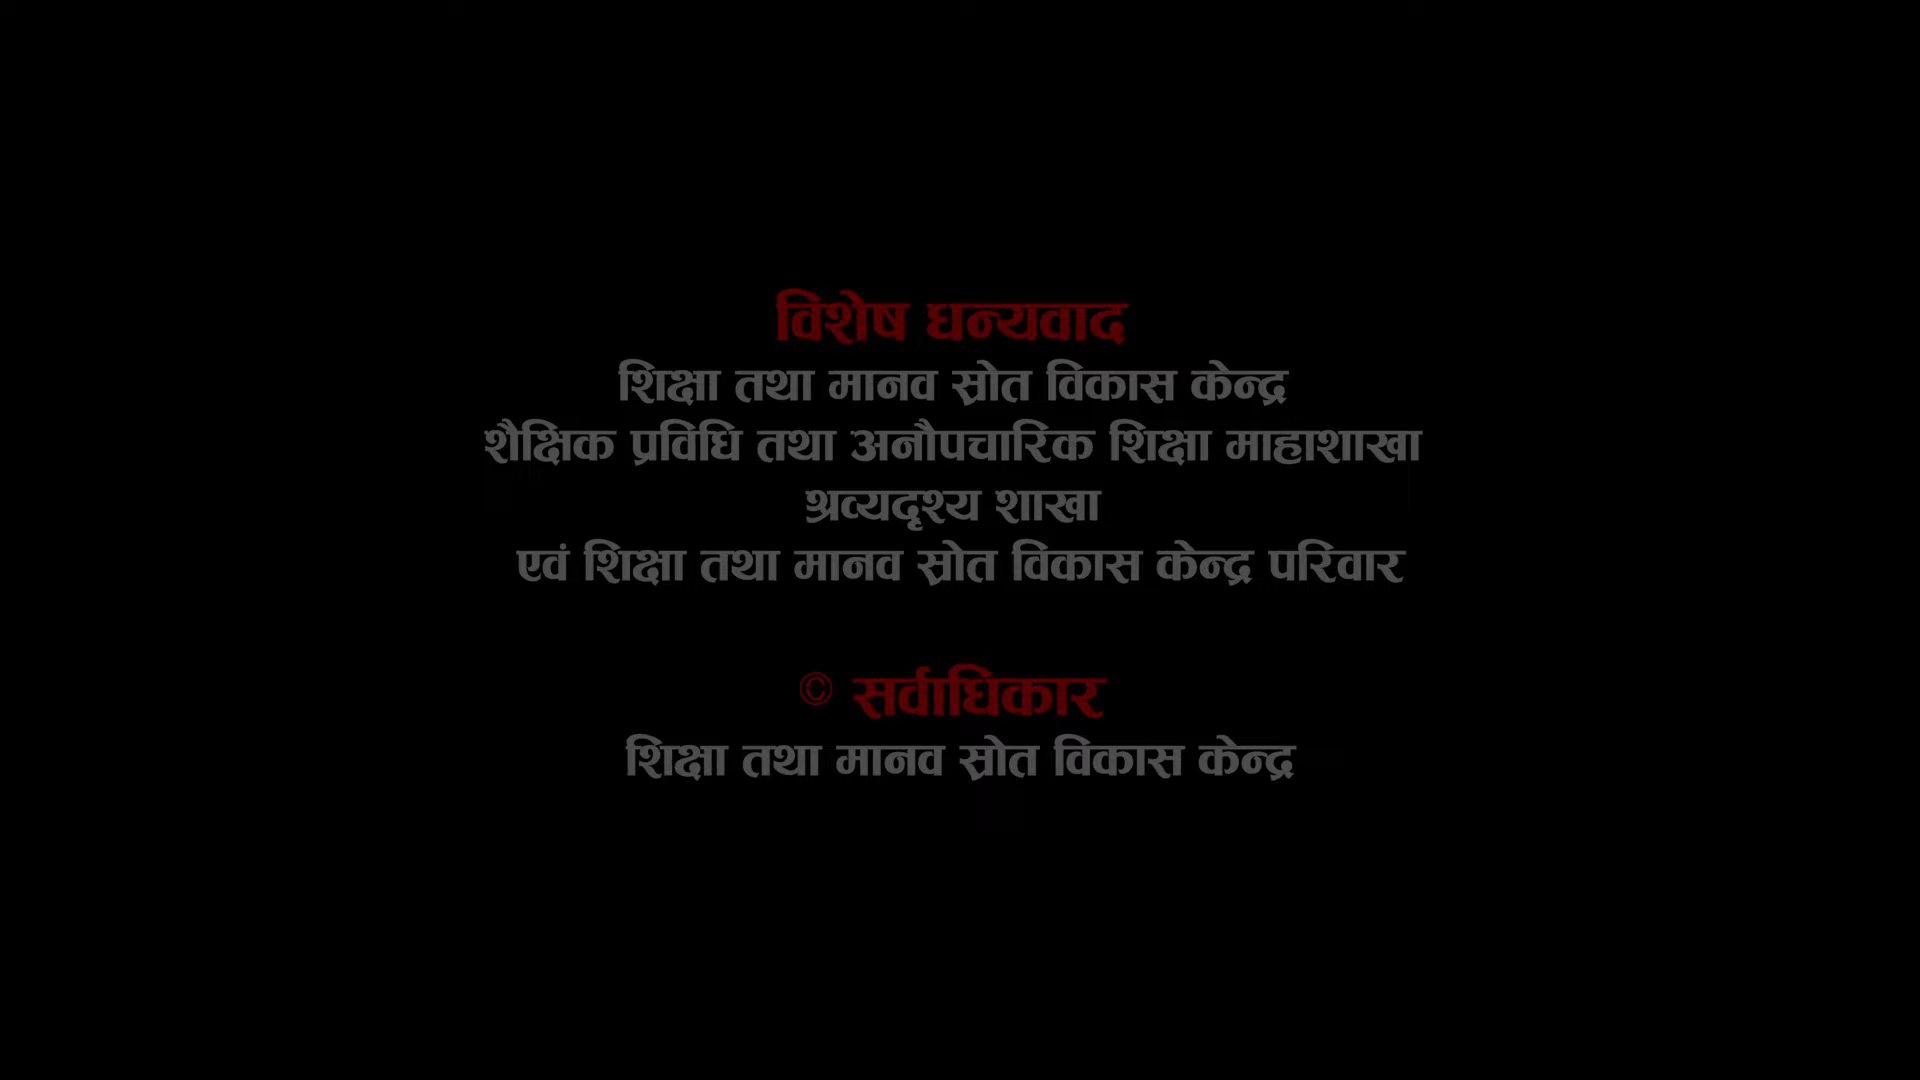 विशेष धन्यवाद
शिक्षा तथा मानव स्रोत विकास केन्द्र
शैक्षिक प्रविधि तथा अनौपचारिक शिक्षा माहाशाखा
श्रव्यदृश्य शाखा
एवं शिक्षा तथा मानव स्रोत विकास केन्द्र परिवार
© सर्वाधिकार
शिक्षा तथा मानव स्रोत विकास केन्द्र